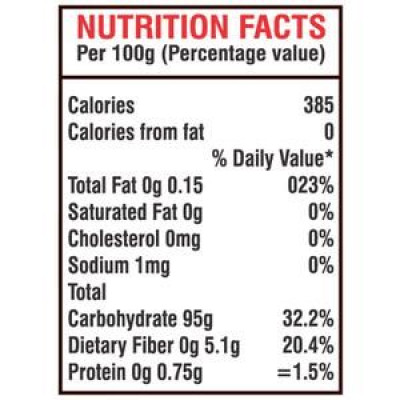 NUTRITION FACTS
Per 100g (Percentage value)
Calories 385
Calories from fat 0
% Daily Value*
Total Fat 0g 0.15 023%
Saturated Fat 0g 0%
Cholesterol 0mg 0%
Sodium 1mg 0%
Total
Carbohydrate 95g 32.2%
Dietary Fiber 0g 5.1g 20.4%
Protein 0g 0.75g =1.5%